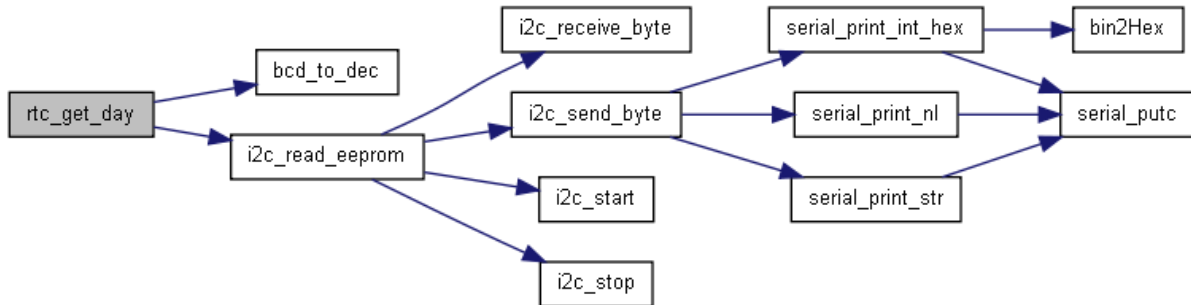 rtc_get_day
bcd_to_dec
i2c_read_eeprom
i2c_receive_byte
i2c_send_byte
i2c_start
i2c_stop
serial_print_int_hex
serial_print_nl
serial_print_str
bin2Hex
serial_putc